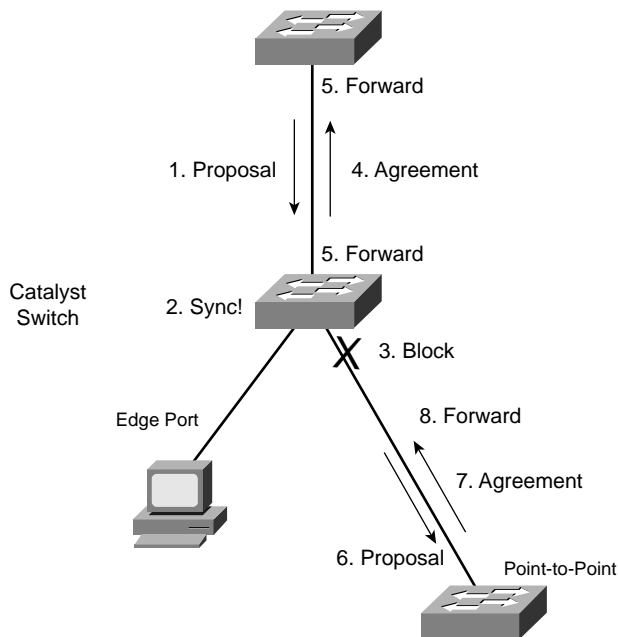 5. Forward
1. Proposal
4. Agreement
5. Forward
Catalyst
Switch
2. Sync!
3. Block
Edge Port
8. Forward
7. Agreement
6. Proposal
Point-to-Point